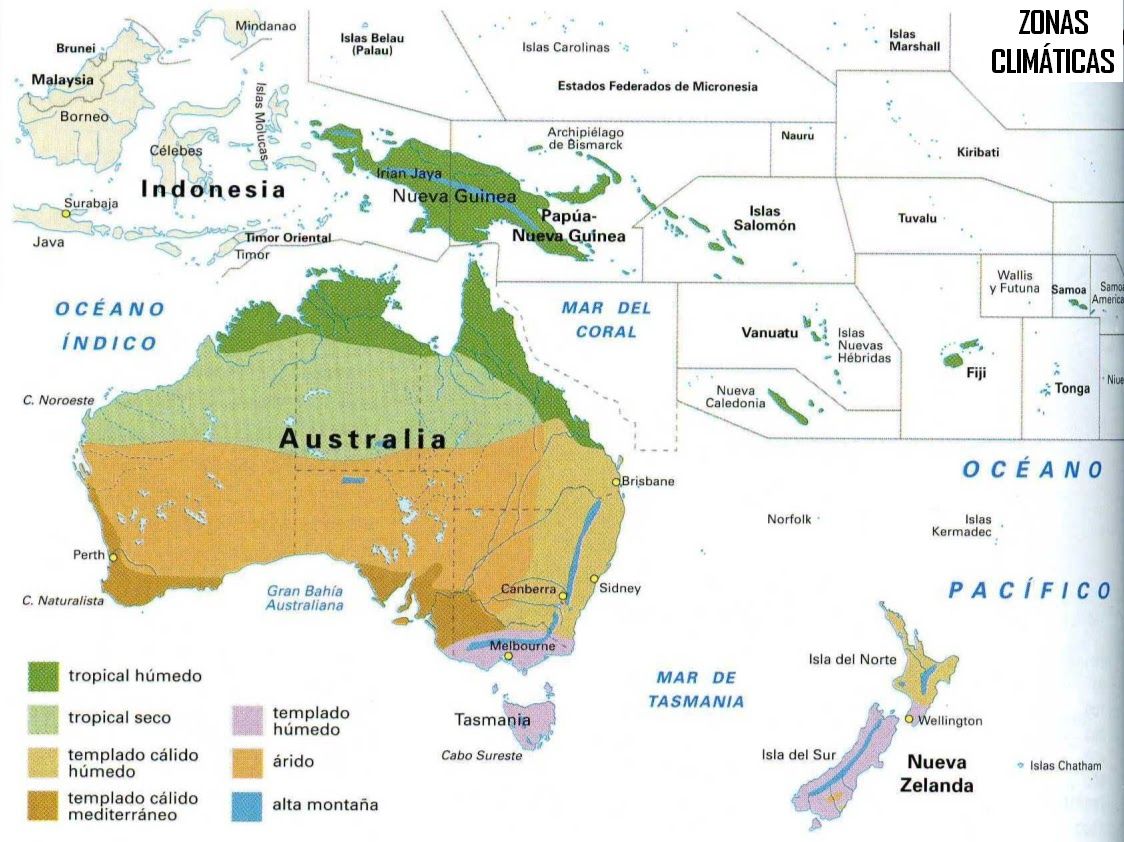 ZONAS
CLIMÁTICAS
Mindanao
Brunei
Malaysia
Borneo
Célebes
Islas Molucas
Indonesia
Surabaja
Java
Timor Oriental
Timor
Islas Belau
(Palau)
Islas Carolinas
Estados Federados de Micronesia
Islas
Marshall
Archipiélago
de Bismarck
Nauru
Kiribati
Irian Jaya
Nueva Guinea
Papúa-
Nueva Guinea
Islas
Salomón
Tuvalu
Wallis
y Futuna
Samoa
Samoa
America
OCÉANO
ÍNDICO
MAR DEL
CORAL
Vanuatu
Islas
Nuevas
Hébridas
Fiji
Tonga
Niue
Nueva
Caledonia
C. Noroeste
Australia
OCÉANO
Brisbane
Norfolk
Islas
Kermadec
Perth
C. Naturalista
Gran Bahía
Australiana
Canberra
Sidney
PACÍFICO
Melbourne
Isla del Norte
MAR DE
TASMANIA
Tasmania
Cabo Sureste
Wellington
Isla del Sur
Nueva
Zelanda
Islas Chatham
tropical húmedo
tropical seco
templado cálido
húmedo
templado cálido
mediterráneo
templado
húmedo
árido
alta montaña